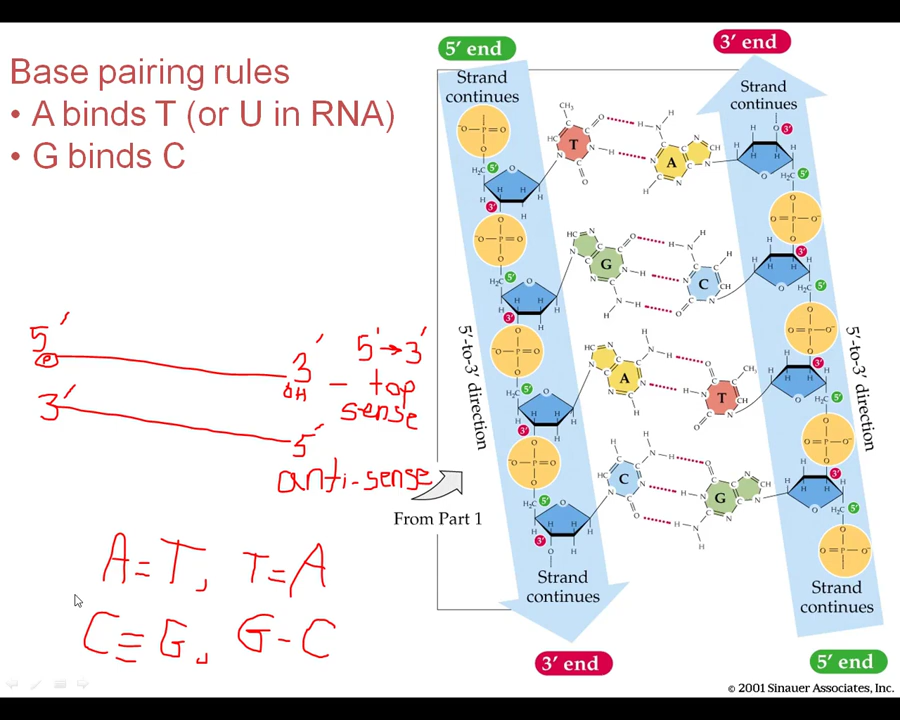 Base pairing rules
• A binds T (or U in RNA)
• G binds C
5′
P
3′
OH
3′
5′
5′→3′
– top
sense
anti-sense
A=T, T=A
C≡G, G-C
5′ end
3′ end
Strand
continues
Strand
continues
T
A
G
C
A
T
C
G
5′-to-3′ direction
5′-to-3′ direction
From Part 1
Strand
continues
Strand
continues
3′ end
5′ end
© 2001 Sinauer Associates, Inc.